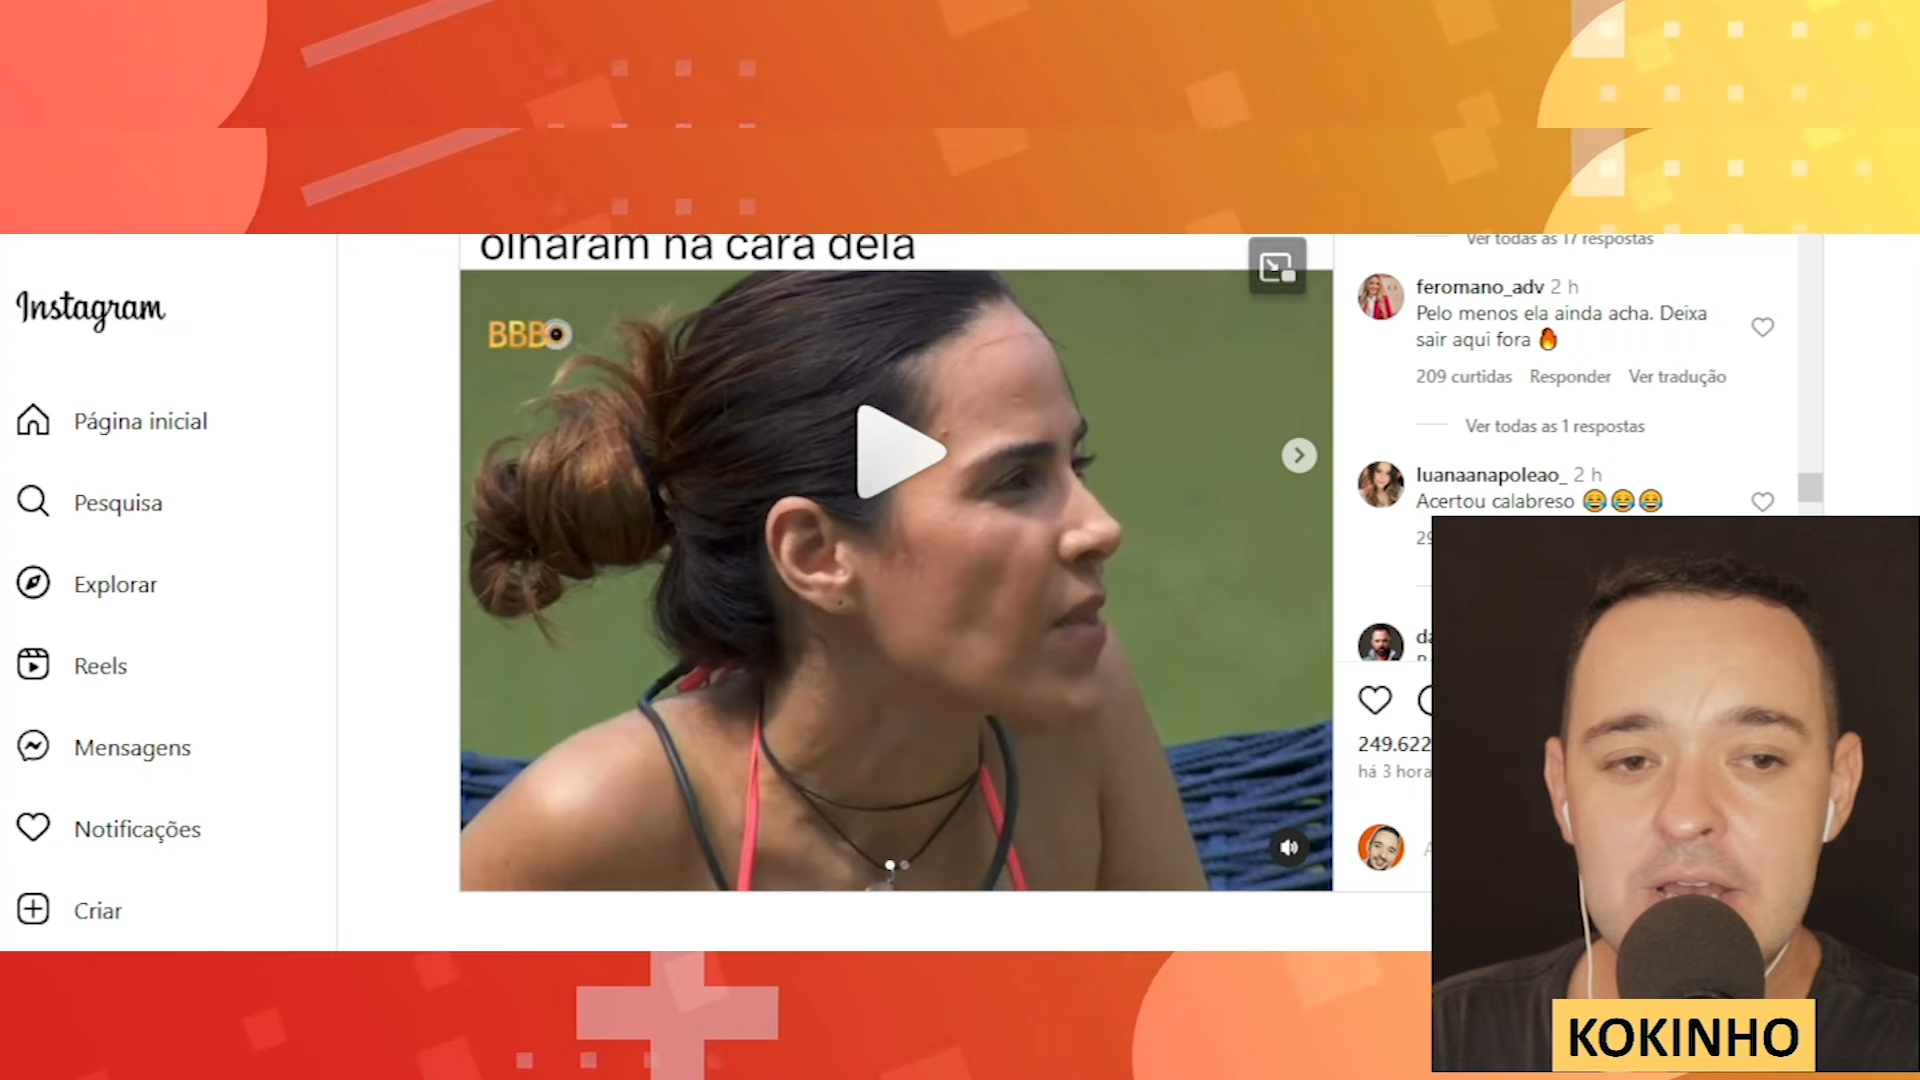 olharam na cara dela
BBB
Instagram
Página inicial
Pesquisa
Explorar
Reels
Mensagens
Notificações
Criar
Ver todas as 17 respostas
feromano_adv 2 h
Pelo menos ela ainda acha. Deixa
sair aqui fora 🔥
209 curtidas Responder Ver tradução
Ver todas as 1 respostas
luanaanapoleao_ 2 h
Acertou calabreso 😂😂😂
29
da
249.622
há 3 hora
KOKINHO